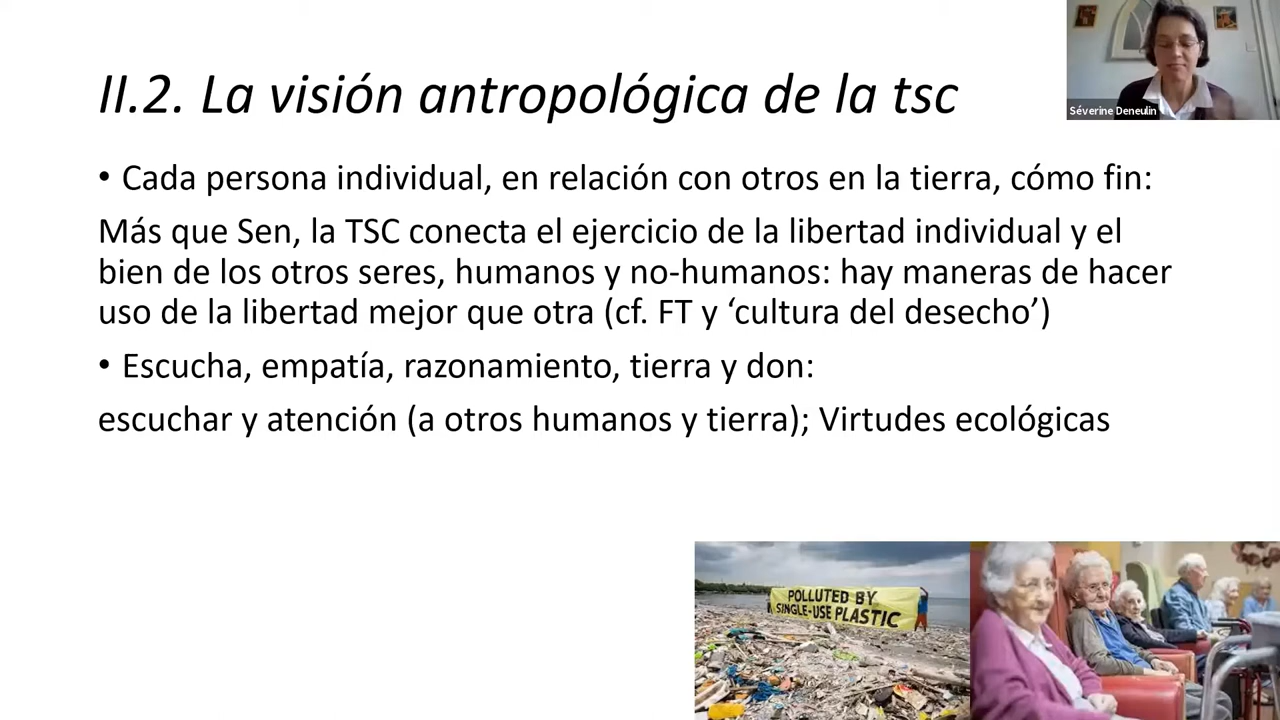 II.2. La visión antropológica de la tsc
Séverine Deneulin
• Cada persona individual, en relación con otros en la tierra, cómo fin:
Más que Sen, la TSC conecta el ejercicio de la libertad individual y el
bien de los otros seres, humanos y no-humanos: hay maneras de hacer
uso de la libertad mejor que otra (cf. FT y ‘cultura del desecho’)
• Escucha, empatía, razonamiento, tierra y don:
escuchar y atención (a otros humanos y tierra); Virtudes ecológicas
POLLUTED BY
SINGLE-USE PLASTIC